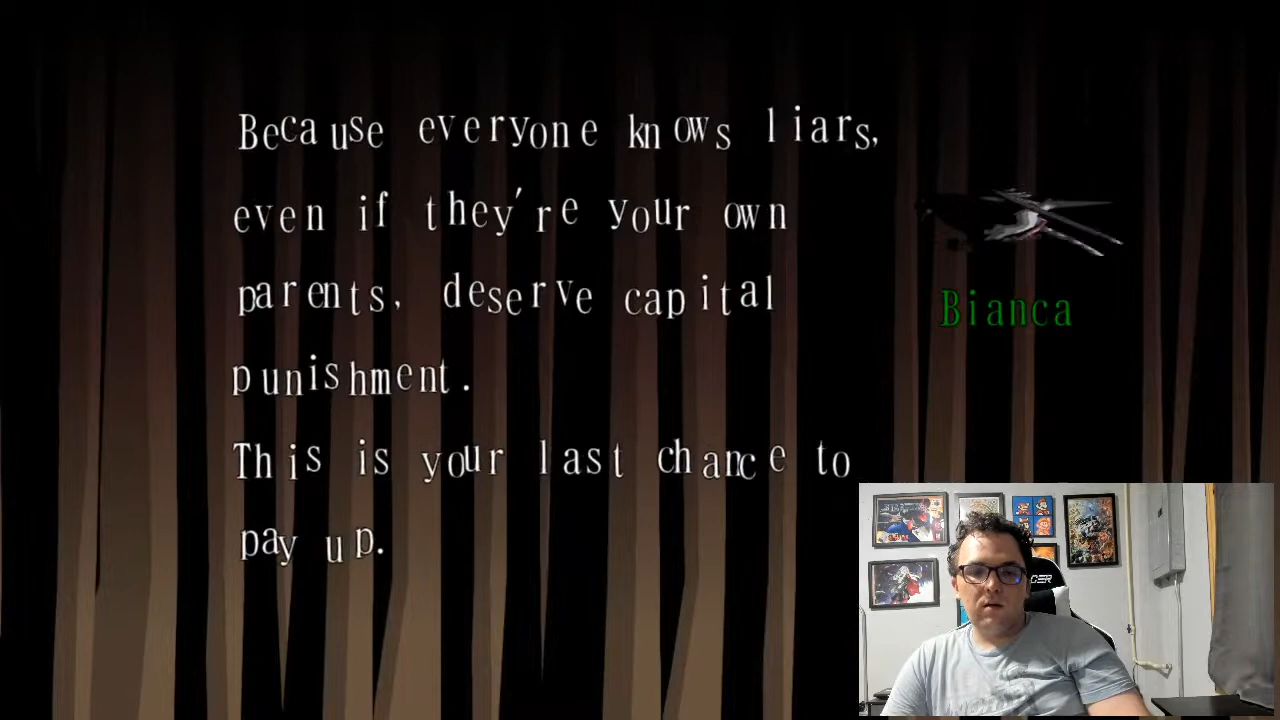 Because everyone knows liars,
even if they're your own
parents, deserve capital
punishment.
This is your last chance to
pay up.
Bianca